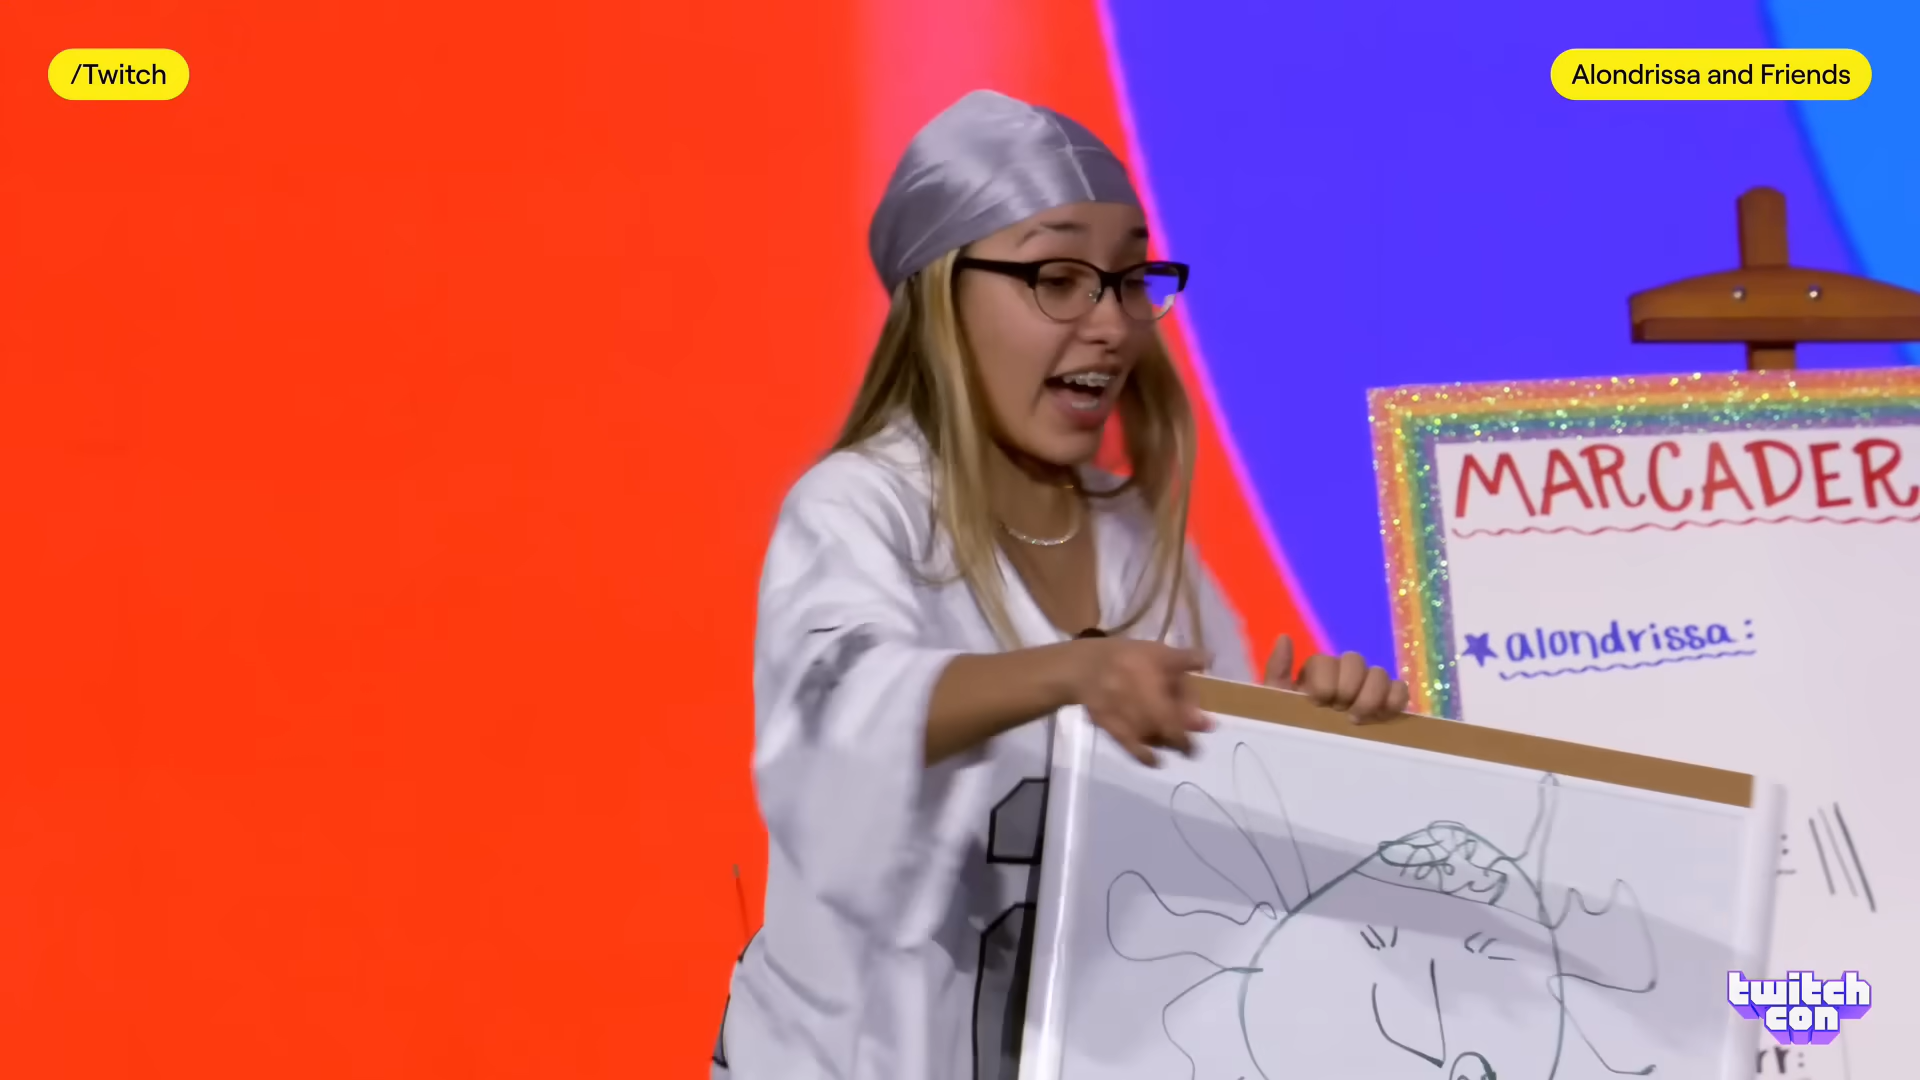 /Twitch
Alondrissa and Friends
MARCADER
alondrissa:
twitch
con